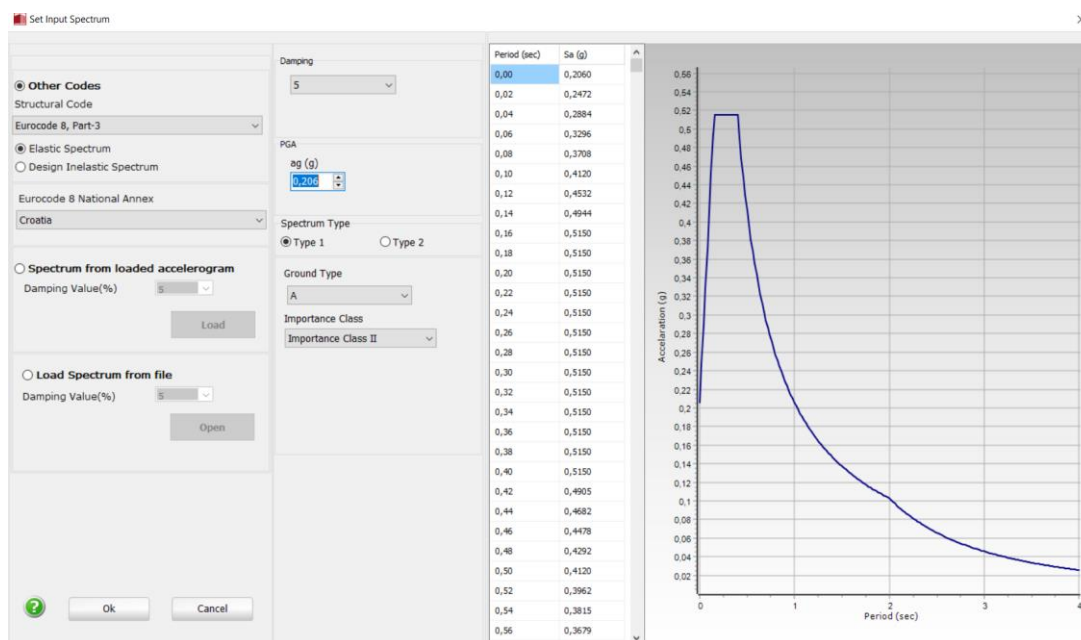 Set Input Spectrum
Other Codes
Structural Code
Eurocode 8, Part-3
Elastic Spectrum
Design Inelastic Spectrum
Eurocode 8 National Annex
Croatia
Spectrum from loaded accelerogram
Damping Value(%) 5
Load
Load Spectrum from file
Damping Value(%) 5
Open
? Ok Cancel
Damping
5
PGA
ag (g)
0,206
Spectrum Type
Type 1 Type 2
Ground Type
A
Importance Class
Importance Class II
Period (sec) Sa (g)
0,00 0,2060
0,02 0,2472
0,04 0,2884
0,06 0,3296
0,08 0,3708
0,10 0,4120
0,12 0,4532
0,14 0,4944
0,16 0,5150
0,18 0,5150
0,20 0,5150
0,22 0,5150
0,24 0,5150
0,26 0,5150
0,28 0,5150
0,30 0,5150
0,32 0,5150
0,34 0,5150
0,36 0,5150
0,38 0,5150
0,40 0,5150
0,42 0,4905
0,44 0,4682
0,46 0,4478
0,48 0,4292
0,50 0,4120
0,52 0,3962
0,54 0,3815
0,56 0,3679
Accelaration (g)
0,56
0,54
0,52
0,5
0,48
0,46
0,44
0,42
0,4
0,38
0,36
0,34
0,32
0,3
0,28
0,26
0,24
0,22
0,2
0,18
0,16
0,14
0,12
0,1
0,08
0,06
0,04
0,02
0 1 2 3 4
Period (sec)